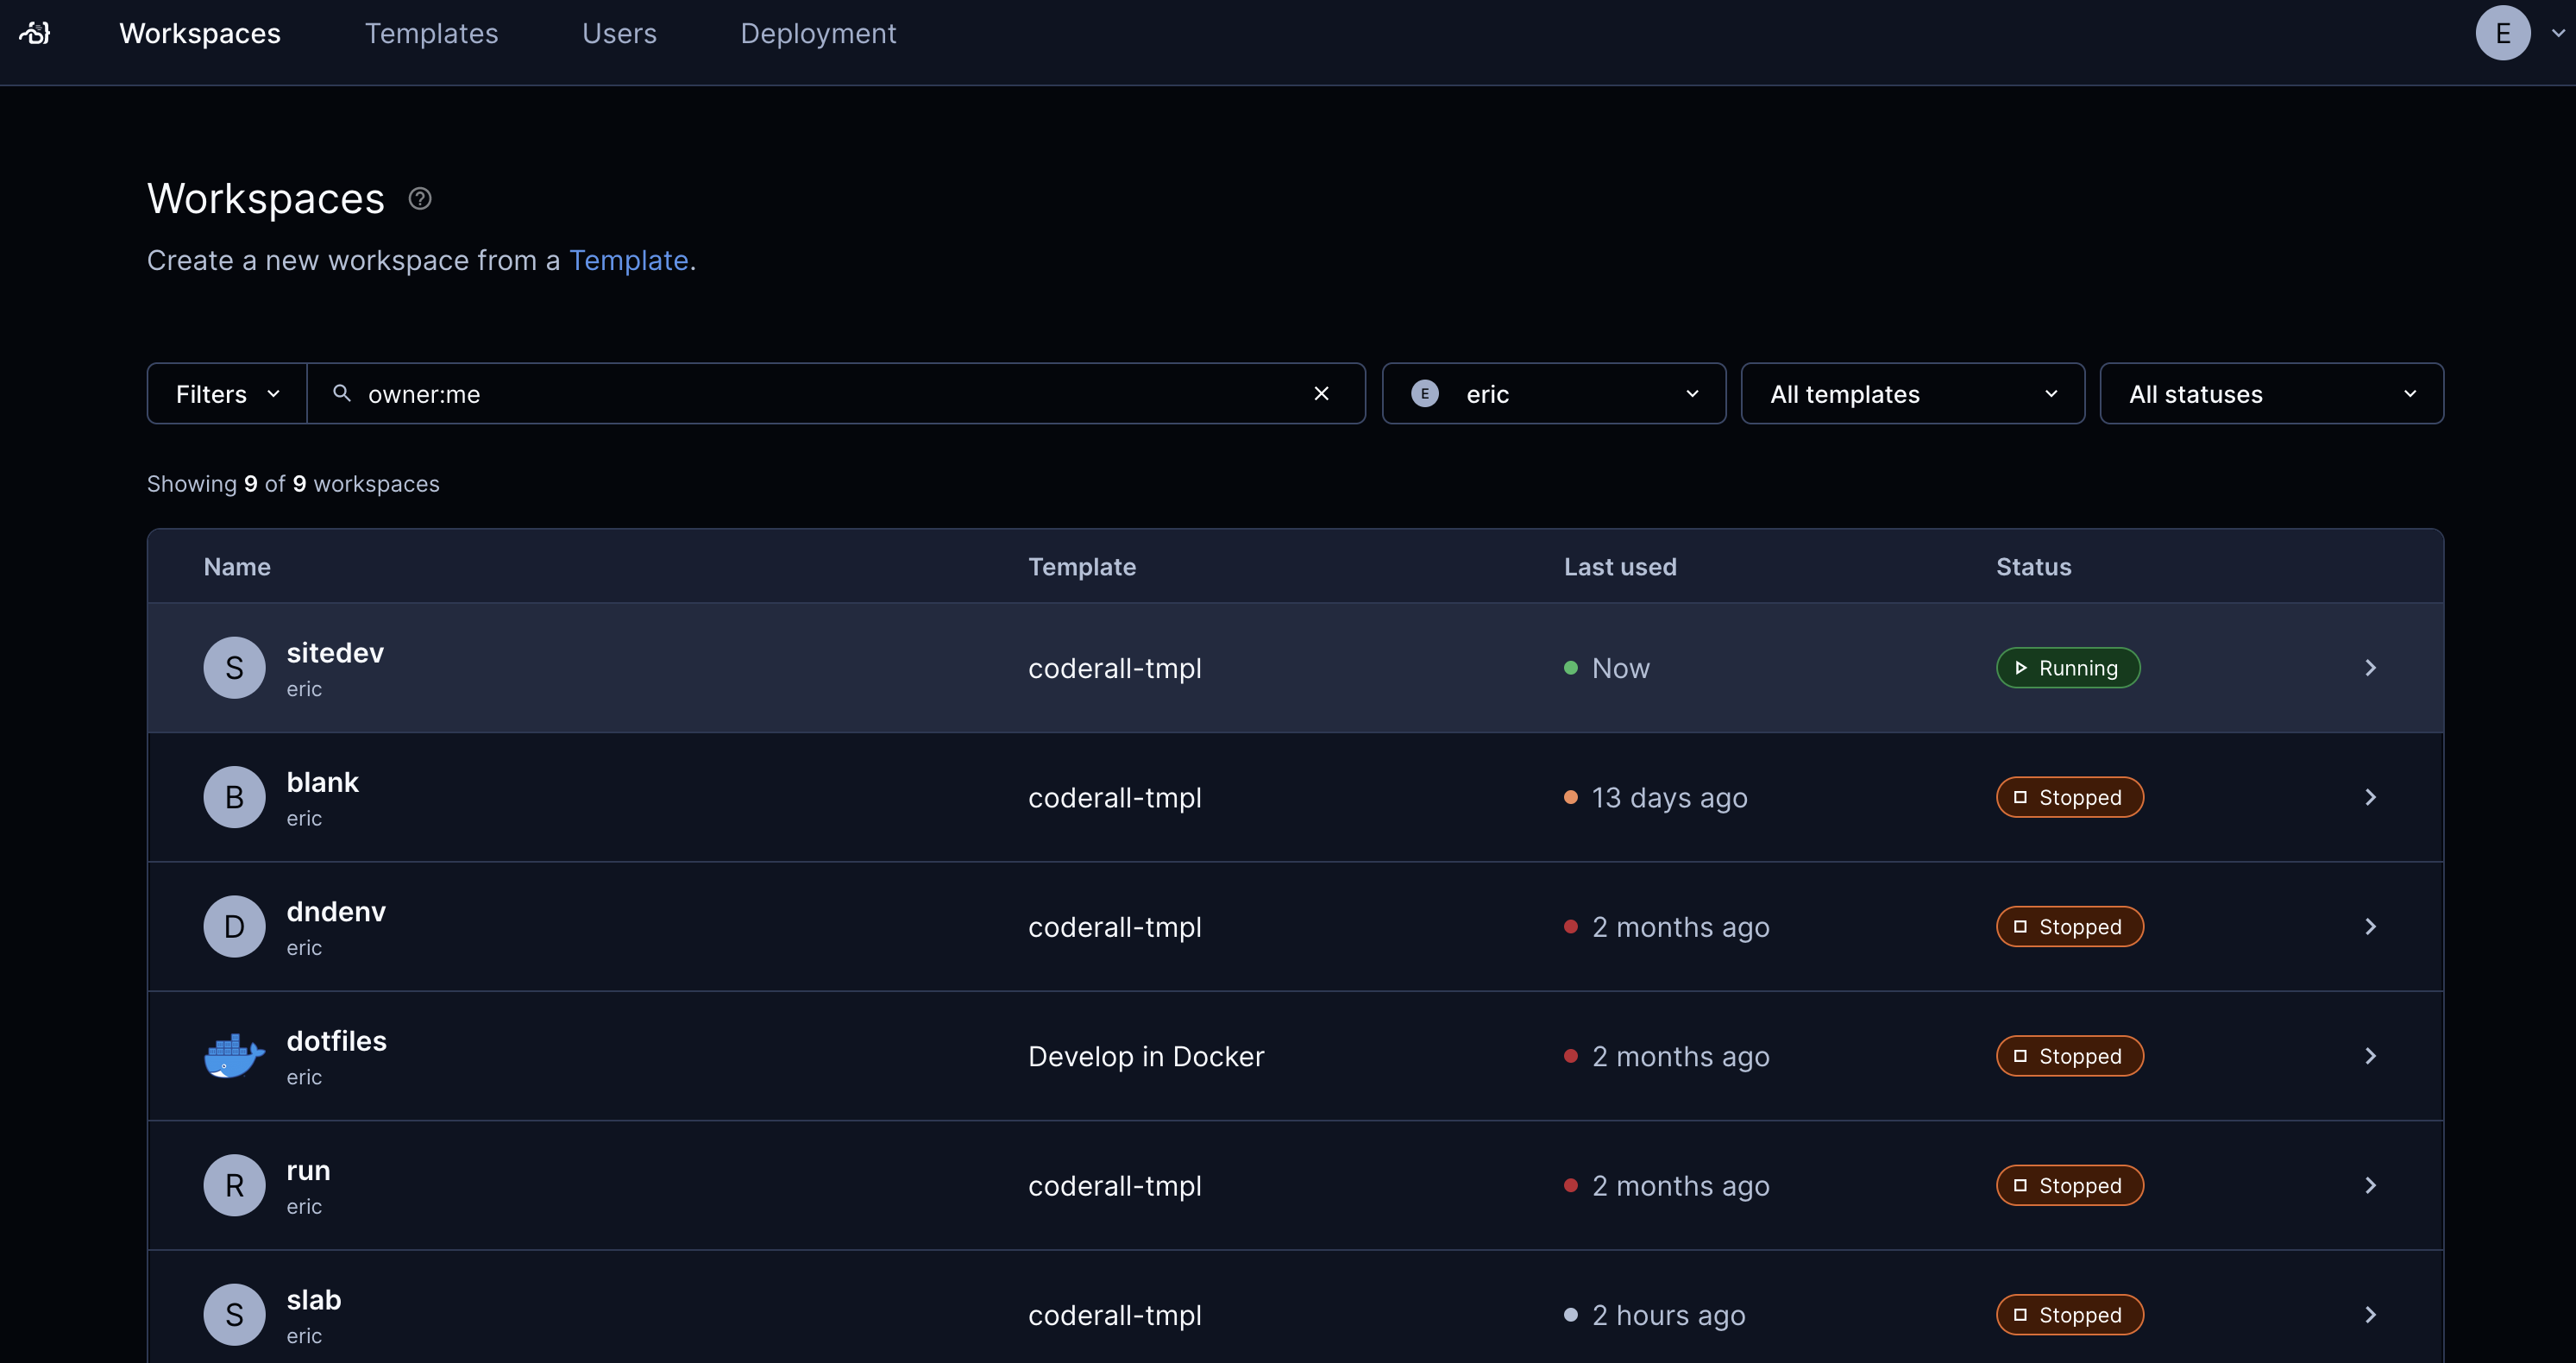 Workspaces Templates Users Deployment E
Workspaces
Create a new workspace from a Template.
Filters owner:me E eric All templates All statuses
Showing 9 of 9 workspaces
Name Template Last used Status
S sitedev coderall-tmpl Now Running
eric
B blank coderall-tmpl 13 days ago Stopped
eric
D dndenv coderall-tmpl 2 months ago Stopped
eric
dotfiles Develop in Docker 2 months ago Stopped
eric
R run coderall-tmpl 2 months ago Stopped
eric
S slab coderall-tmpl 2 hours ago Stopped
eric